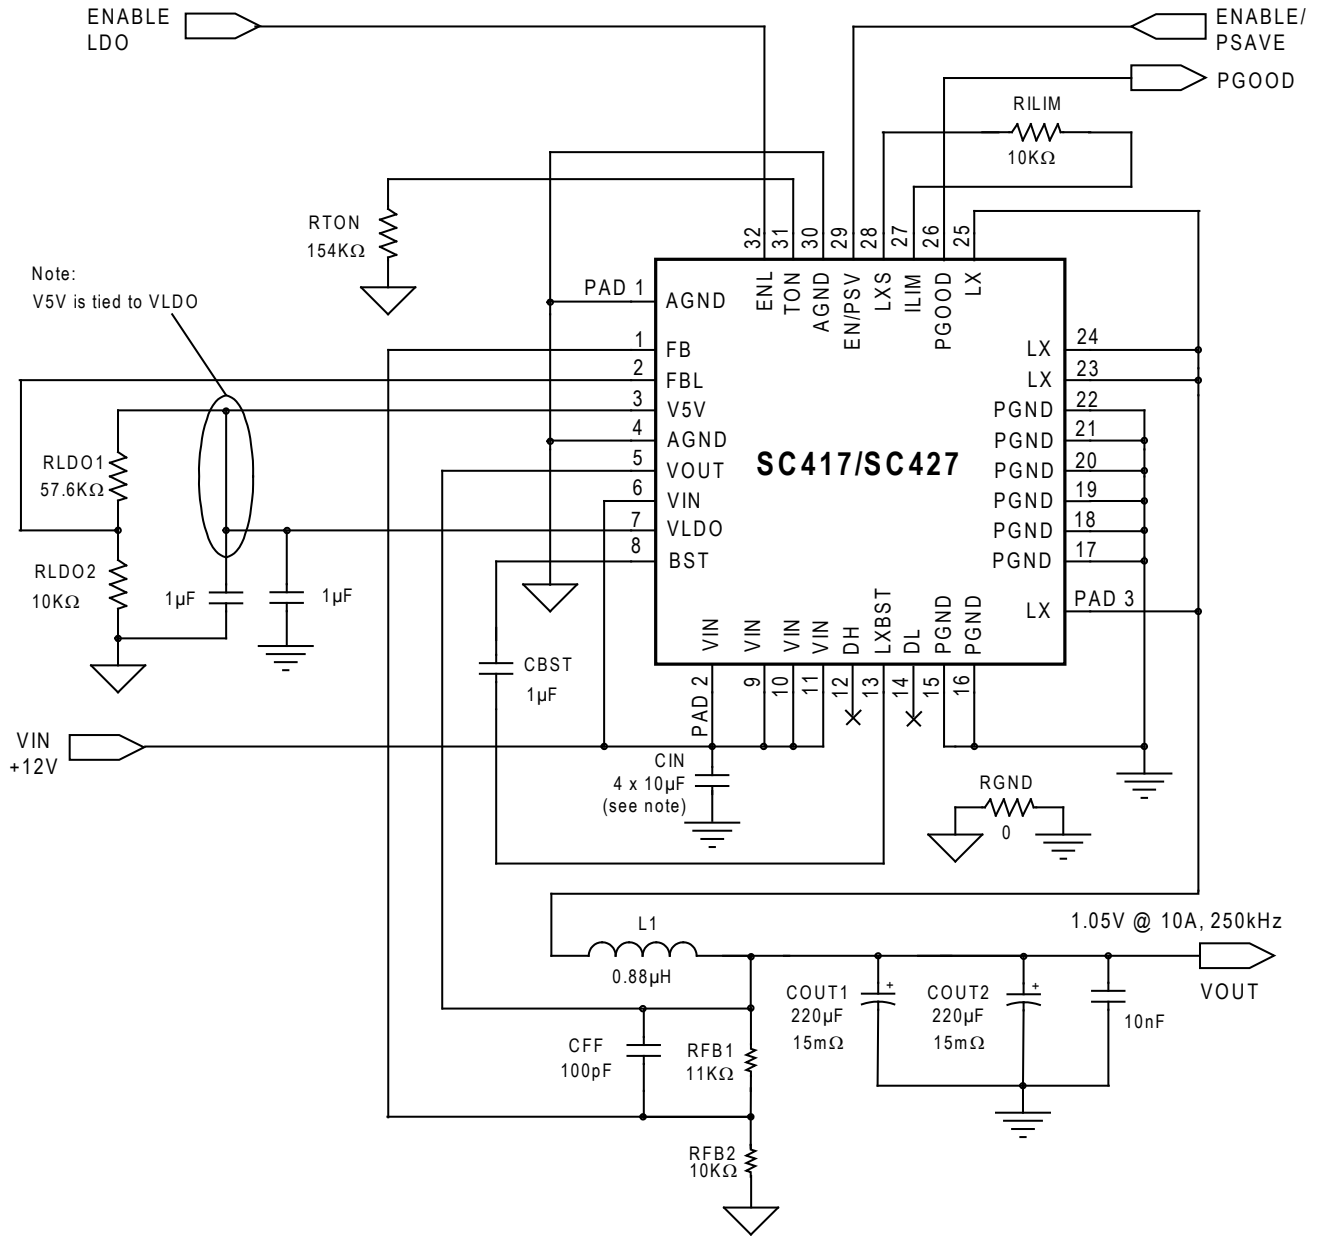 ENABLE
LDO
ENABLE/
PSAVE
PGOOD
RILIM
10KΩ
RTON
154KΩ
Note:
V5V is tied to VLDO
32
31
30
29
28
27
26
25
ENL
TON
AGND
EN/PSV
LXS
ILIM
PGOOD
LX
PAD 1
AGND
1
FB
2
FBL
3
V5V
4
AGND
5
VOUT
6
VIN
7
VLDO
8
BST
SC417/SC427
LX
24
LX
23
PGND
22
PGND
21
PGND
20
PGND
19
PGND
18
PGND
17
LX
PAD 3
RLDO1
57.6KΩ
RLDO2
10KΩ
1µF
1µF
VIN
VIN
VIN
VIN
DH
LXBST
DL
PGND
PGND
PAD 2
9
10
11
12
13
14
15
16
CBST
1µF
VIN
+12V
CIN
4 x 10µF
(see note)
RGND
0
L1
0.88µH
1.05V @ 10A, 250kHz
VOUT
COUT1
+
220µF
15mΩ
COUT2
+
220µF
15mΩ
10nF
CFF
100pF
RFB1
11KΩ
RFB2
10KΩ